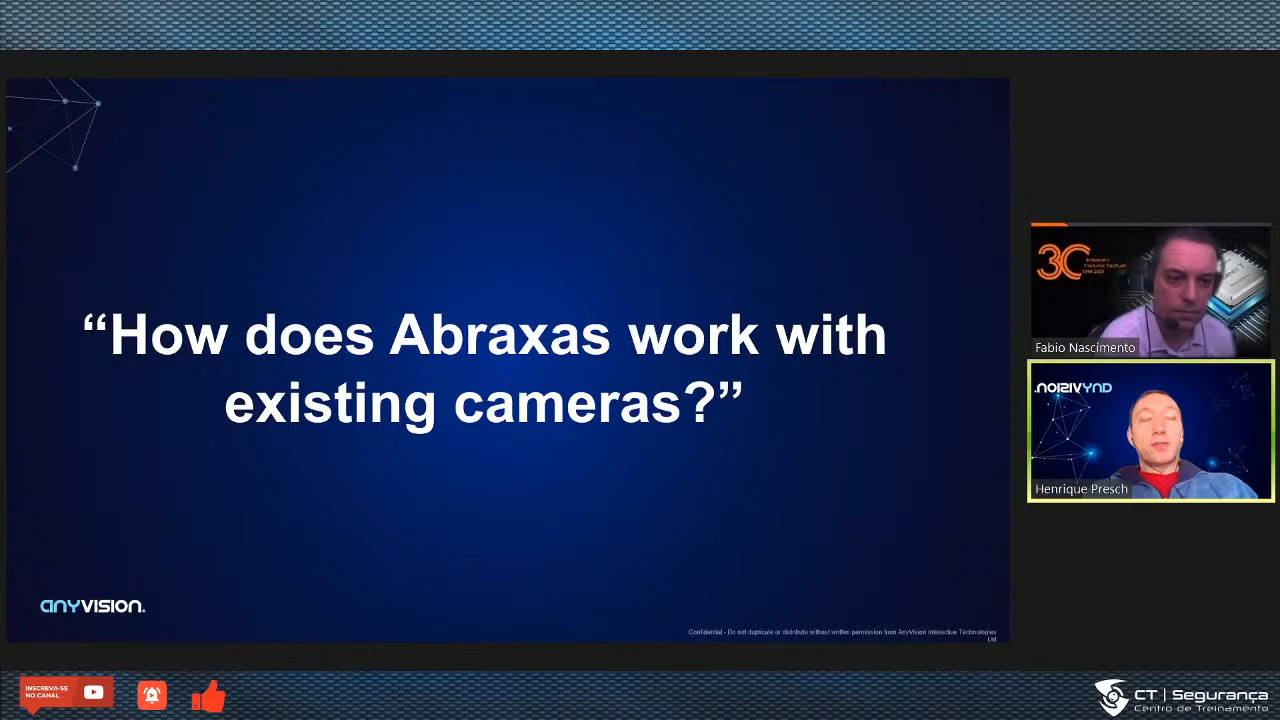 “How does Abraxas work with
existing cameras?”
ANYVISION.
Confidential - Do not duplicate or distribute without written permission from AnyVision Interactive Technologies
Ltd
3C
Fabio Nascimento
ANYVISION.
Henrique Presch
INSCREVA-SE
NO CANAL
CT | Segurança
Centro de Treinamento